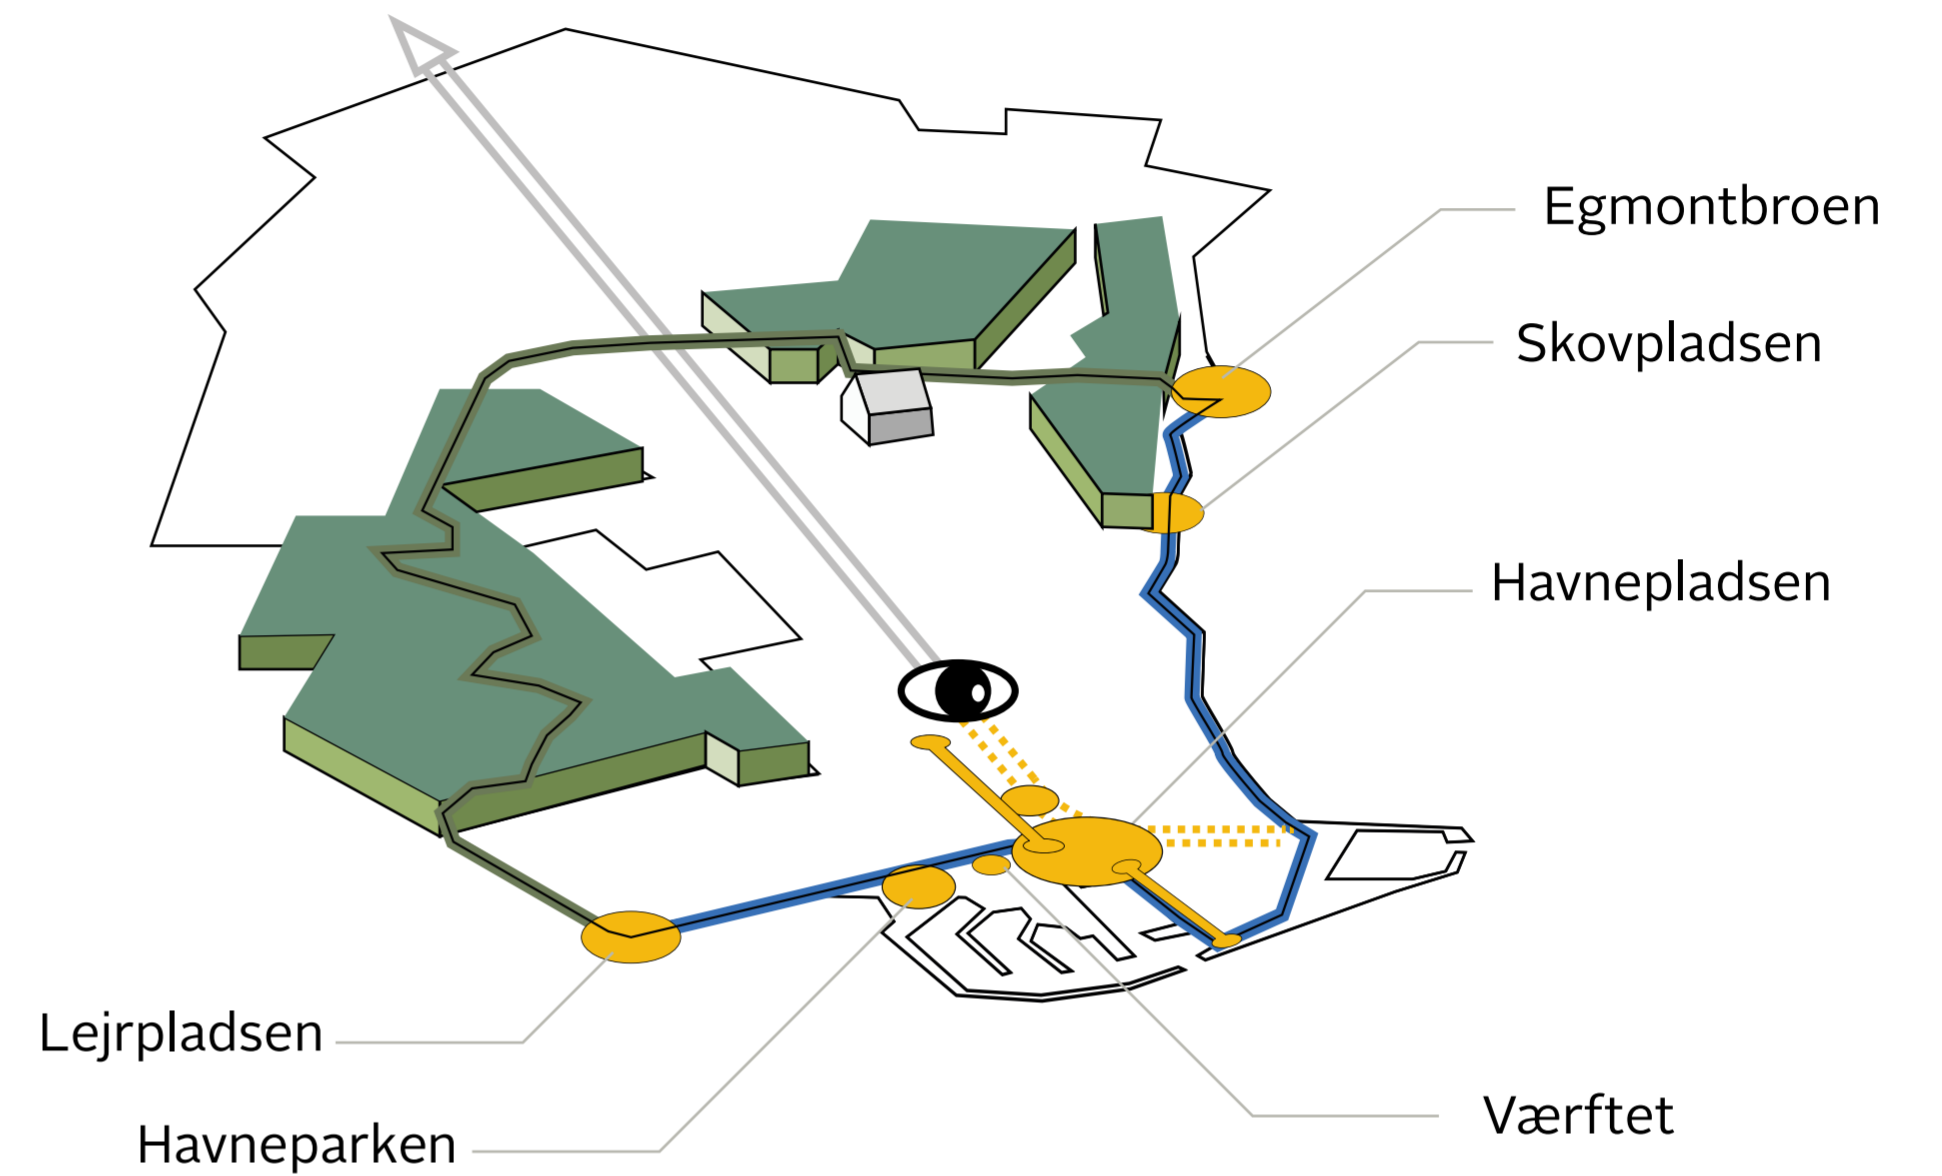 Egmontbroen
Skovpladsen
Havnepladsen
Lejrpladsen
Værftet
Havneparken